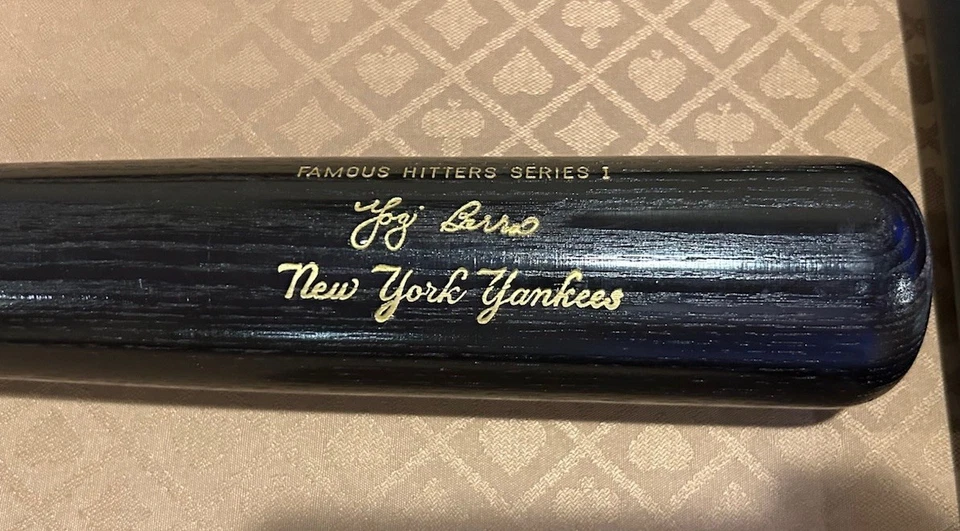 FAMOUS HITTERS SERIES I
Yogi Berra
New York Yankees